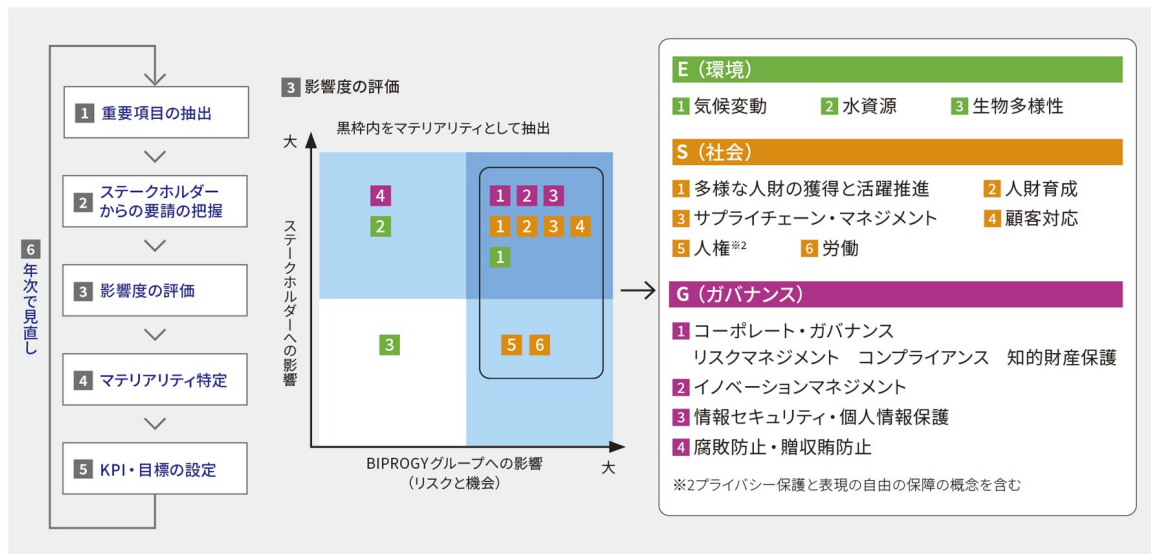 1 重要項目の抽出
2 ステークホルダー
からの要請の把握
3 影響度の評価
4 マテリアリティ特定
5 KPI・目標の設定
6 年次で見直し
3 影響度の評価
黒枠内をマテリアリティとして抽出
大
ステークホルダーへの影響
4
1 2 3
2
1 2 3 4
1
3
5 6
BIPROGYグループへの影響
(リスクと機会)
大
E(環境)
1 気候変動 2 水資源 3 生物多様性
S(社会)
1 多様な人財の獲得と活躍推進 2 人財育成
3 サプライチェーン・マネジメント 4 顧客対応
5 人権※2 6 労働
G(ガバナンス)
1 コーポレート・ガバナンス
リスクマネジメント コンプライアンス 知的財産保護
2 イノベーションマネジメント
3 情報セキュリティ・個人情報保護
4 腐敗防止・贈収賄防止
※2プライバシー保護と表現の自由の保障の概念を含む